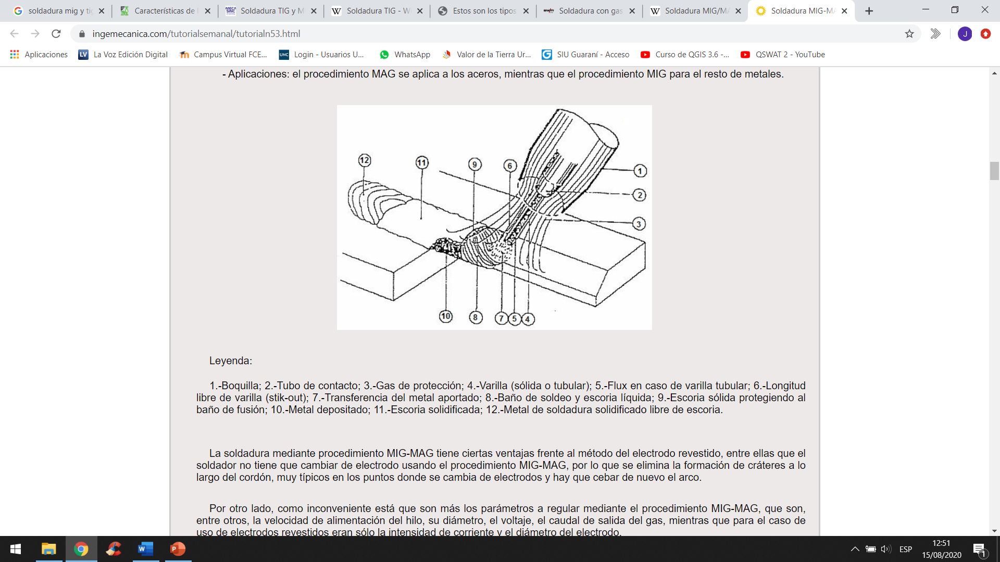 soldadura mig y ti
Características de l
Soldadura TIG y M
Soldadura TIG - Wi
Estos son los tipos
Soldadura con gas
Soldadura MIG/MA
Soldadura MIG-MA
ingemecanica.com/tutorialsemanal/tutorialn53.html
J
Aplicaciones
LV La Voz Edición Digital
Campus Virtual FCE...
UNC Login - Usuarios U...
WhatsApp
Valor de la Tierra Ur...
SIU Guaraní - Acceso
Curso de QGIS 3.6 -...
QSWAT 2 - YouTube
- Aplicaciones: el procedimiento MAG se aplica a los aceros, mientras que el procedimiento MIG para el resto de metales.
12
11
9
6
1
2
3
10
8
7
5
4
Leyenda:
1.-Boquilla; 2.-Tubo de contacto; 3.-Gas de protección; 4.-Varilla (sólida o tubular); 5.-Flux en caso de varilla tubular; 6.-Longitud
libre de varilla (stik-out); 7.-Transferencia del metal aportado; 8.-Baño de soldeo y escoria líquida; 9.-Escoria sólida protegiendo al
baño de fusión; 10.-Metal depositado; 11.-Escoria solidificada; 12.-Metal de soldadura solidificado libre de escoria.
La soldadura mediante procedimiento MIG-MAG tiene ciertas ventajas frente al método del electrodo revestido, entre ellas que el
soldador no tiene que cambiar de electrodo usando el procedimiento MIG-MAG, por lo que se elimina la formación de cráteres a lo
largo del cordón, muy típicos en los puntos donde se cambia de electrodos y hay que cebar de nuevo el arco.
Por otro lado, como inconveniente está que son más los parámetros a regular mediante el procedimiento MIG-MAG, que son,
entre otros, la velocidad de alimentación del hilo, su diámetro, el voltaje, el caudal de salida del gas, mientras que para el caso de
uso de electrodos revestidos eran sólo la intensidad de corriente y el diámetro del electrodo.
ESP
12:51
15/08/2020
1